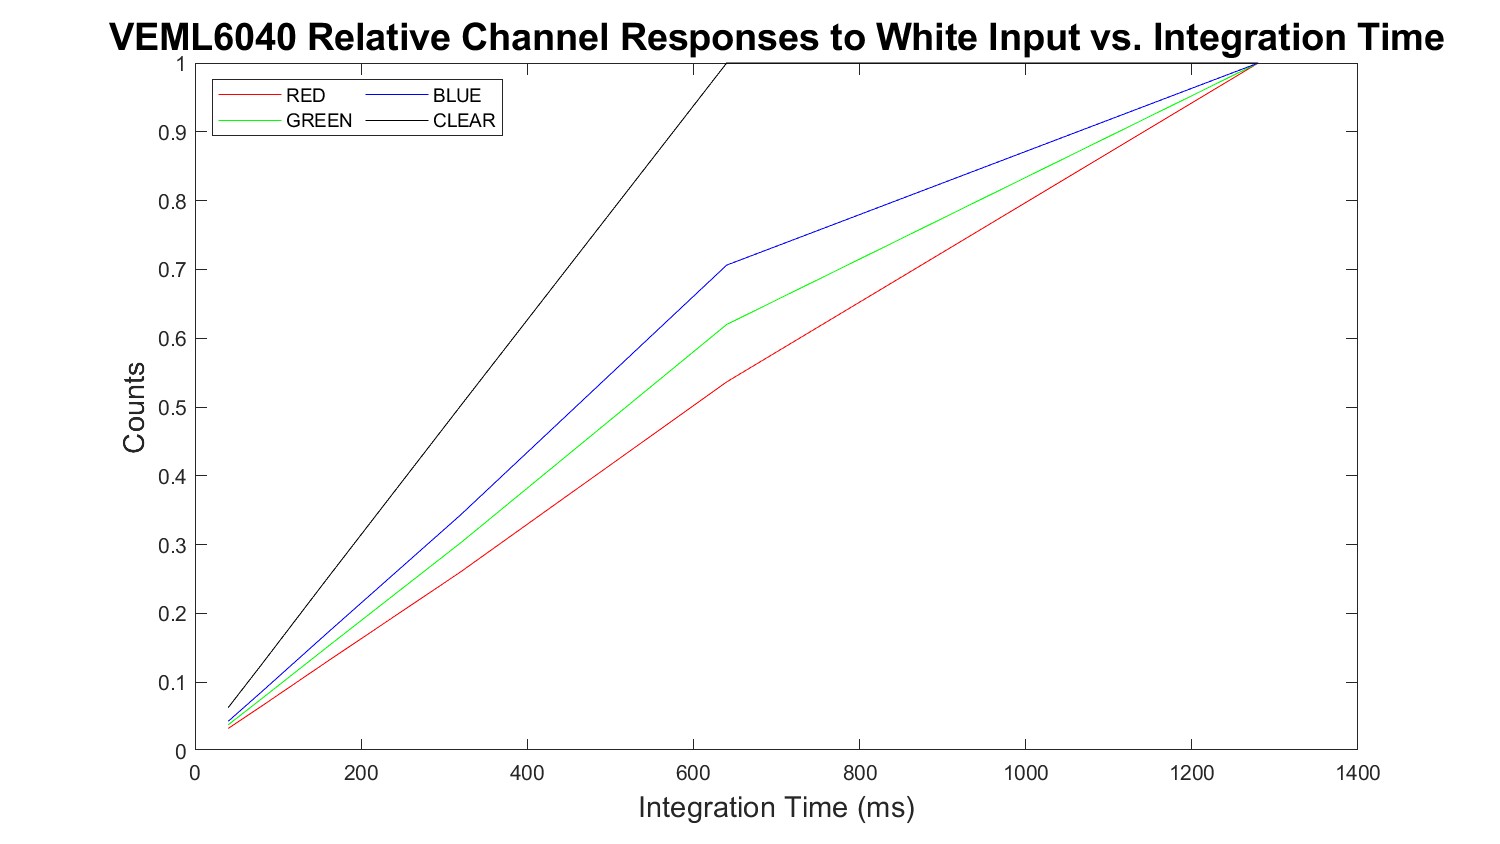 VEML6040 Relative Channel Responses to White Input vs. Integration Time
1
RED BLUE
GREEN CLEAR
0.9
0.8
0.7
0.6
0.5
0.4
0.3
0.2
0.1
0
Counts
0 200 400 600 800 1000 1200 1400
Integration Time (ms)